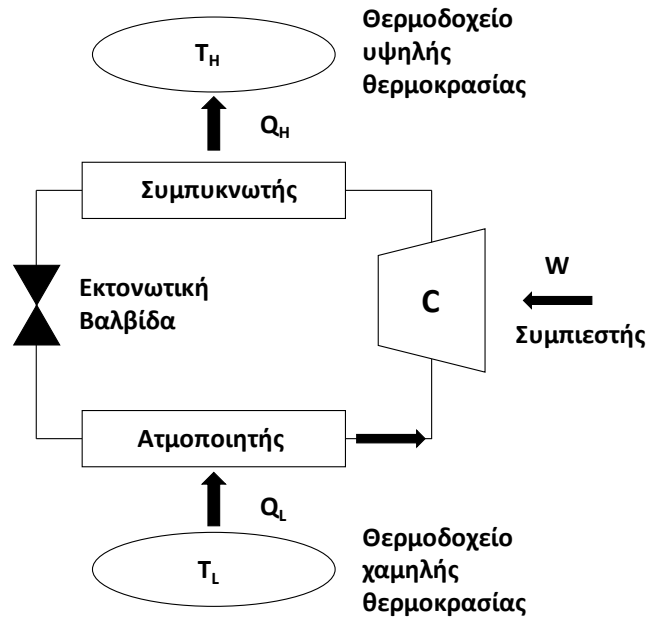 Θερμοδοχείο
υψηλής
θερμοκρασίας
T_H
Q_H
Συμπυκνωτής
Εκτονωτική
Βαλβίδα
C
W
Συμπιεστής
Ατμοποιητής
Q_L
T_L
Θερμοδοχείο
χαμηλής
θερμοκρασίας